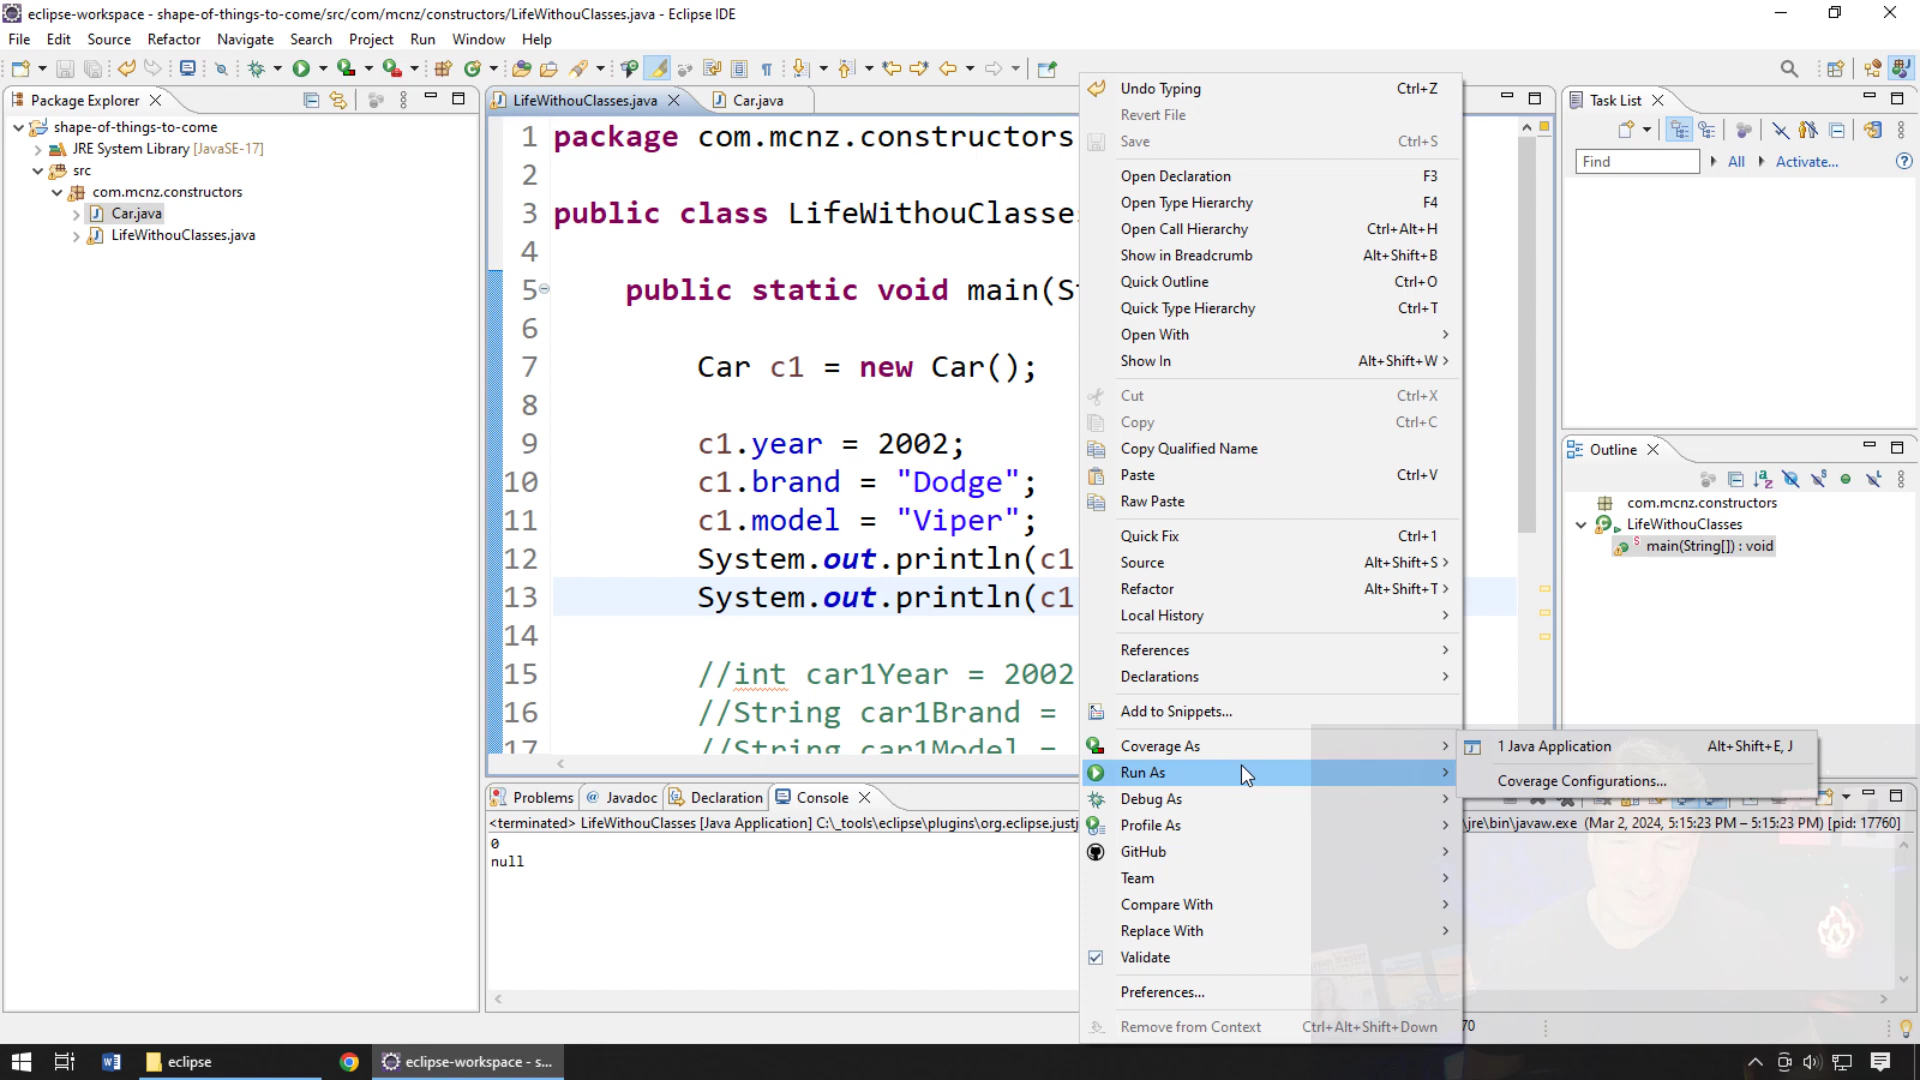 eclipse-workspace - shape-of-things-to-come/src/com/mcnz/constructors/LifeWithouClasses.java - Eclipse IDE
File Edit Source Refactor Navigate Search Project Run Window Help
Package Explorer
shape-of-things-to-come
JRE System Library [JavaSE-17]
src
com.mcnz.constructors
Car.java
LifeWithouClasses.java
LifeWithouClasses.java Car.java
1 package com.mcnz.constructors
2
3 public class LifeWithouClasses
4
5 public static void main(St
6
7 Car c1 = new Car();
8
9 c1.year = 2002;
10 c1.brand = "Dodge";
11 c1.model = "Viper";
12 System.out.println(c1
13 System.out.println(c1
14
15 //int car1Year = 2002
16 //String car1Brand =
17 //String car1Model =
Undo Typing Ctrl+Z
Revert File
Save Ctrl+S
Open Declaration F3
Open Type Hierarchy F4
Open Call Hierarchy Ctrl+Alt+H
Show in Breadcrumb Alt+Shift+B
Quick Outline Ctrl+O
Quick Type Hierarchy Ctrl+T
Open With
Show In Alt+Shift+W
Cut Ctrl+X
Copy Ctrl+C
Copy Qualified Name
Paste Ctrl+V
Raw Paste
Quick Fix Ctrl+1
Source Alt+Shift+S
Refactor Alt+Shift+T
Local History
References
Declarations
Add to Snippets...
Coverage As
Run As
Debug As
Profile As
GitHub
Team
Compare With
Replace With
Validate
Preferences...
Remove from Context Ctrl+Alt+Shift+Down
1 Java Application Alt+Shift+E, J
Coverage Configurations...
Task List
Find All Activate...
Outline
com.mcnz.constructors
LifeWithouClasses
main(String[]) : void
Problems Javadoc Declaration Console
<terminated> LifeWithouClasses [Java Application] C:\_tools\eclipse\plugins\org.eclipse.justj
\jre\bin\javaw.exe (Mar 2, 2024, 5:15:23 PM – 5:15:23 PM) [pid: 17760]
0
null
70
eclipse
eclipse-workspace - s...